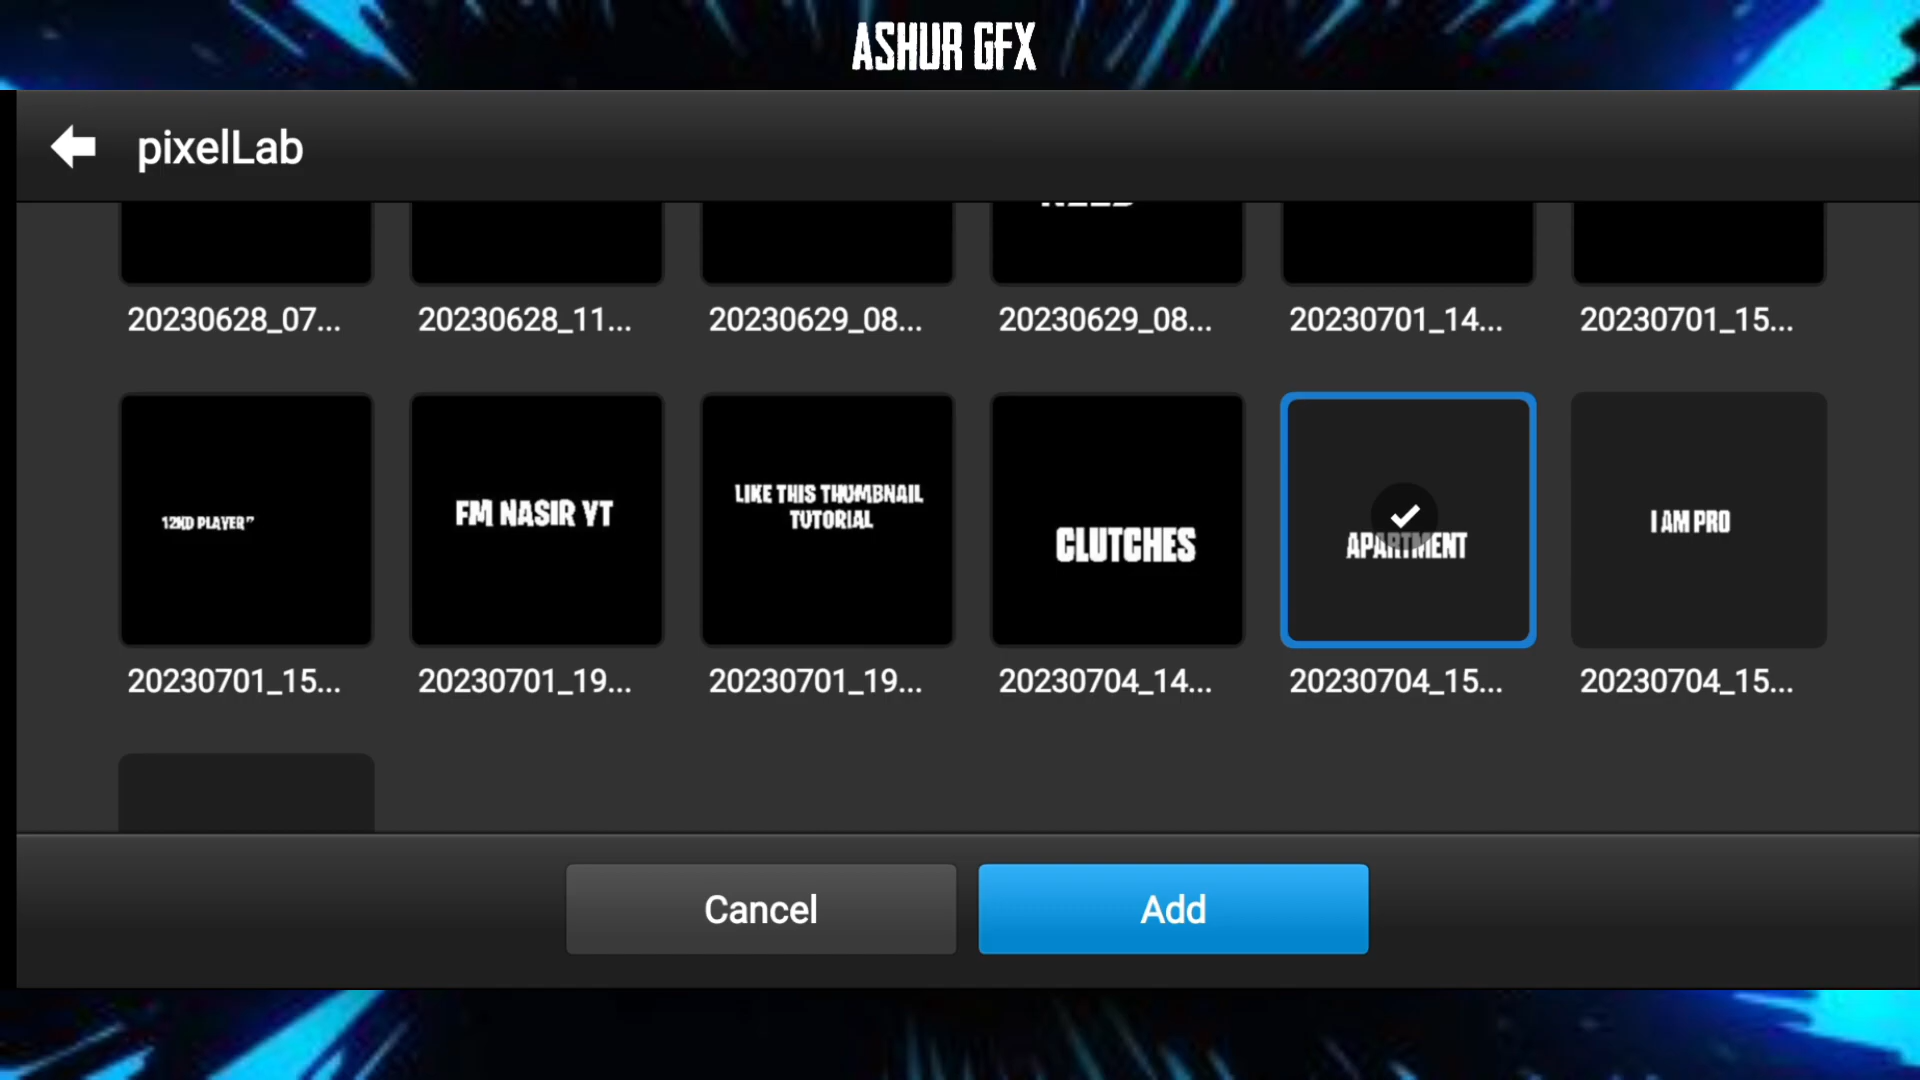 ASHUR GFX
pixelLab
20230628_07...
20230628_11...
20230629_08...
20230629_08...
20230701_14...
20230701_15...
12ND PLAYER"
FM NASIR YT
LIKE THIS THUMBNAIL
TUTORIAL
CLUTCHES
APARTMENT
I AM PRO
20230701_15...
20230701_19...
20230701_19...
20230704_14...
20230704_15...
20230704_15...
Cancel
Add